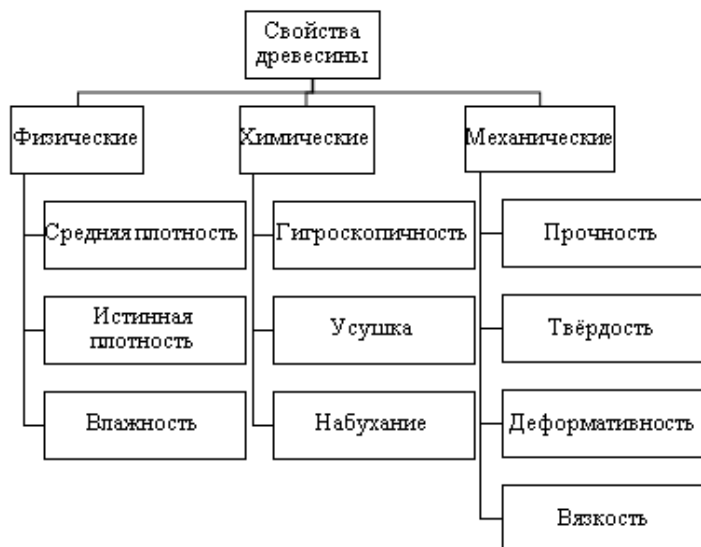 Свойства
древесины
Физические
Химические
Механические
Средняя плотность
Гигроскопичность
Прочность
Истинная
плотность
Усушка
Твёрдость
Влажность
Набухание
Деформативность
Вязкость